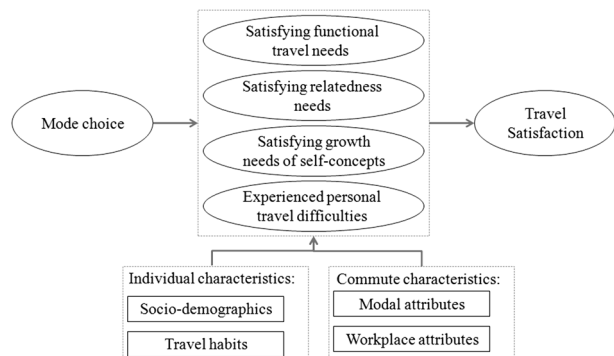 Satisfying functional
travel needs
Satisfying relatedness
needs
Mode choice
Travel
Satisfaction
Satisfying growth
needs of self-concepts
Experienced personal
travel difficulties
Individual characteristics:
Socio-demographics
Travel habits
Commute characteristics:
Modal attributes
Workplace attributes